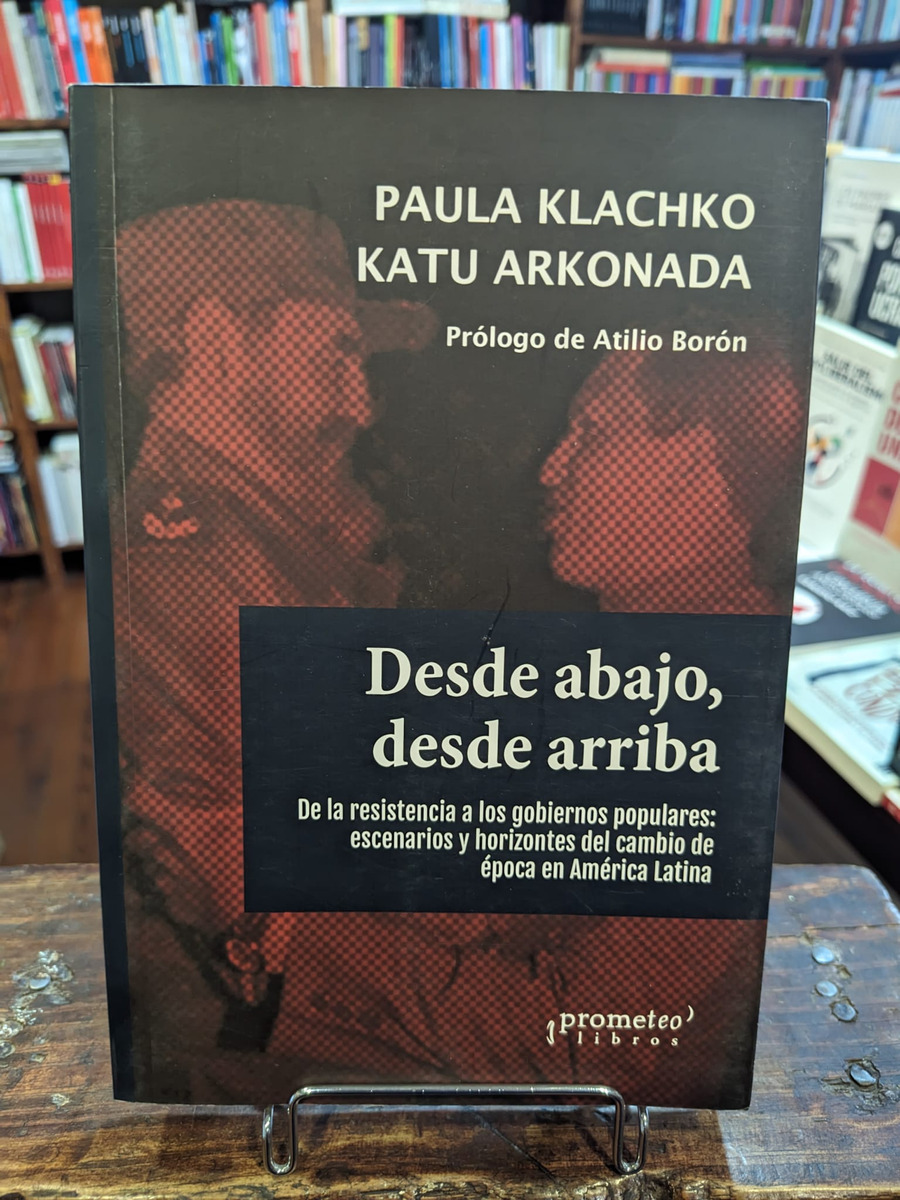 PAULA KLACHKO
KATU ARKONADA
Prólogo de Atilio Borón
Desde abajo,
desde arriba
De la resistencia a los gobiernos populares:
escenarios y horizontes del cambio de
época en América Latina
prometeo
libros